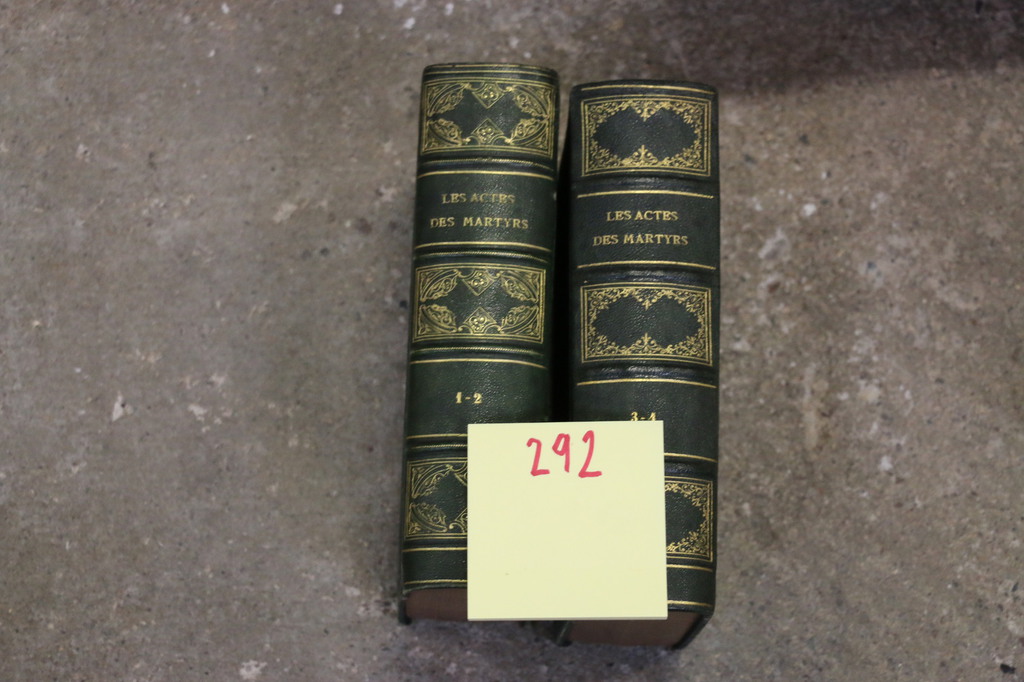 LES ACTES
DES MARTYRS
1-2
LES ACTES
DES MARTYRS
3-4
292